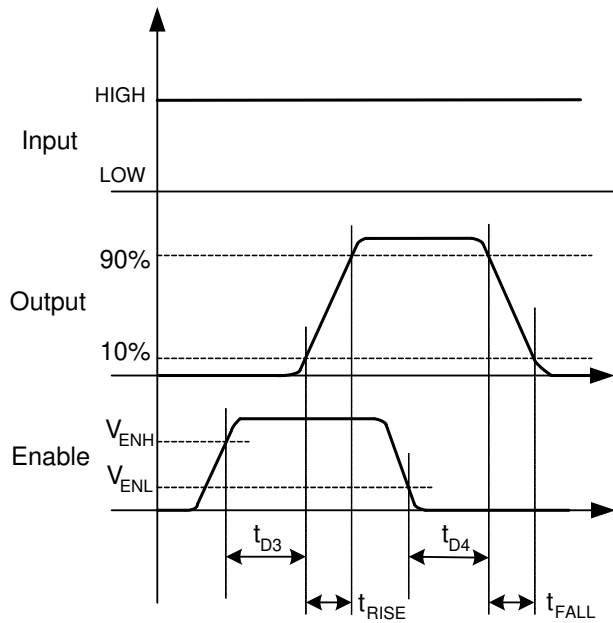 HIGH
Input
LOW
90%
Output
10%
VENH
Enable
VENL
tD3
tD4
tRISE
tFALL